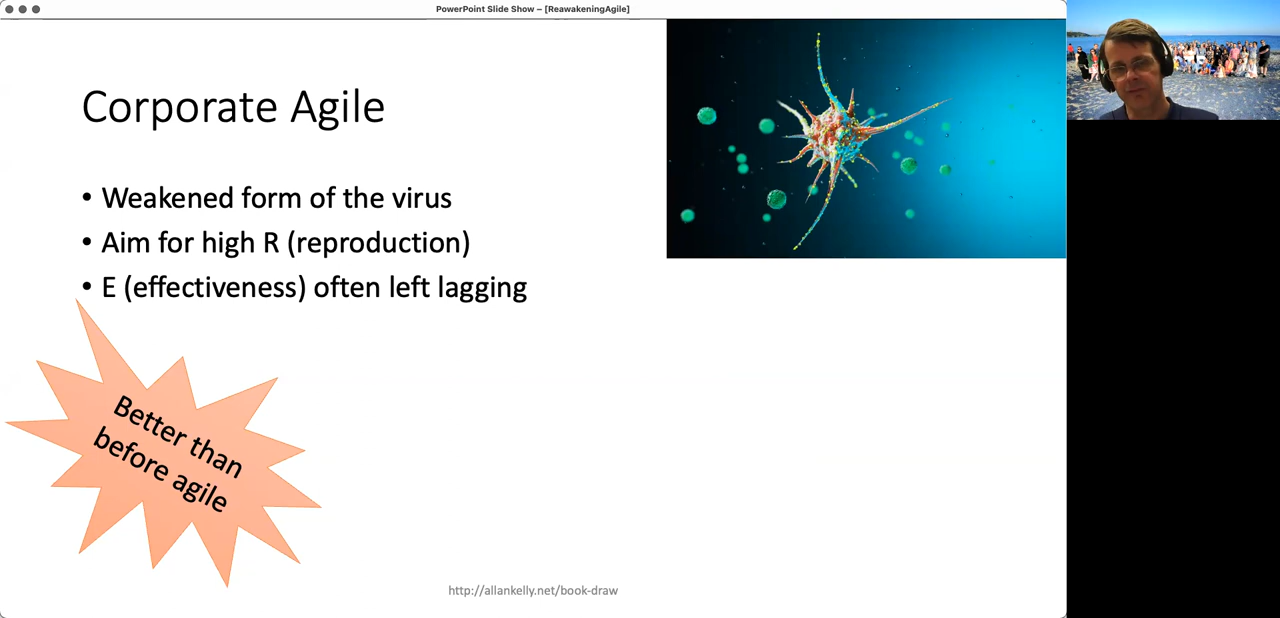 PowerPoint Slide Show – [ReawakeningAgile]
Corporate Agile
• Weakened form of the virus
• Aim for high R (reproduction)
• E (effectiveness) often left lagging
Better than
before agile
http://allankelly.net/book-draw